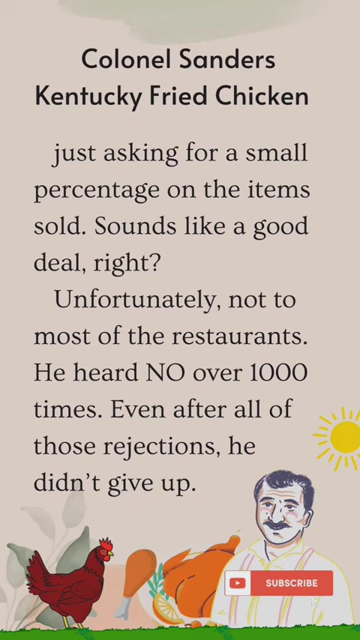 Colonel Sanders
Kentucky Fried Chicken
just asking for a small
percentage on the items
sold. Sounds like a good
deal, right?
Unfortunately, not to
most of the restaurants.
He heard NO over 1000
times. Even after all of
those rejections, he
didn't give up.
SUBSCRIBE